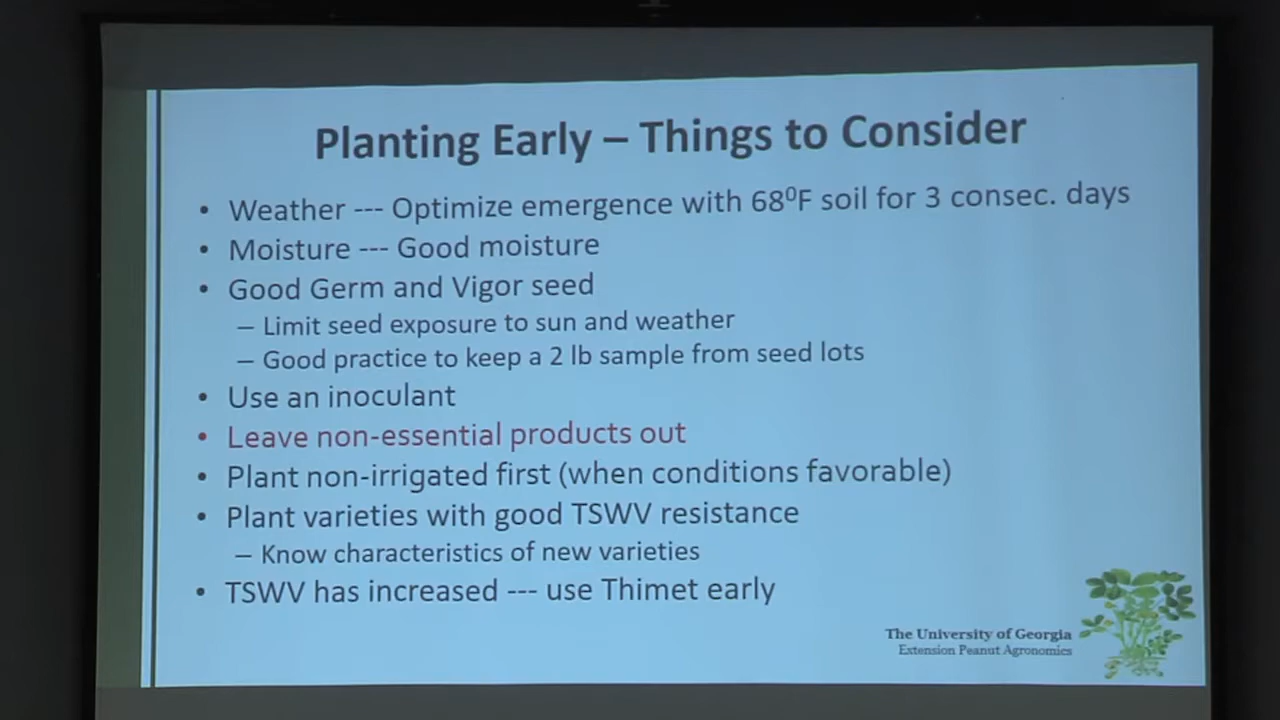 Planting Early – Things to Consider
• Weather --- Optimize emergence with 68⁰F soil for 3 consec. days
• Moisture --- Good moisture
• Good Germ and Vigor seed
– Limit seed exposure to sun and weather
– Good practice to keep a 2 lb sample from seed lots
• Use an inoculant
• Leave non-essential products out
• Plant non-irrigated first (when conditions favorable)
• Plant varieties with good TSWV resistance
– Know characteristics of new varieties
• TSWV has increased --- use Thimet early
The University of Georgia
Extension Peanut Agronomics